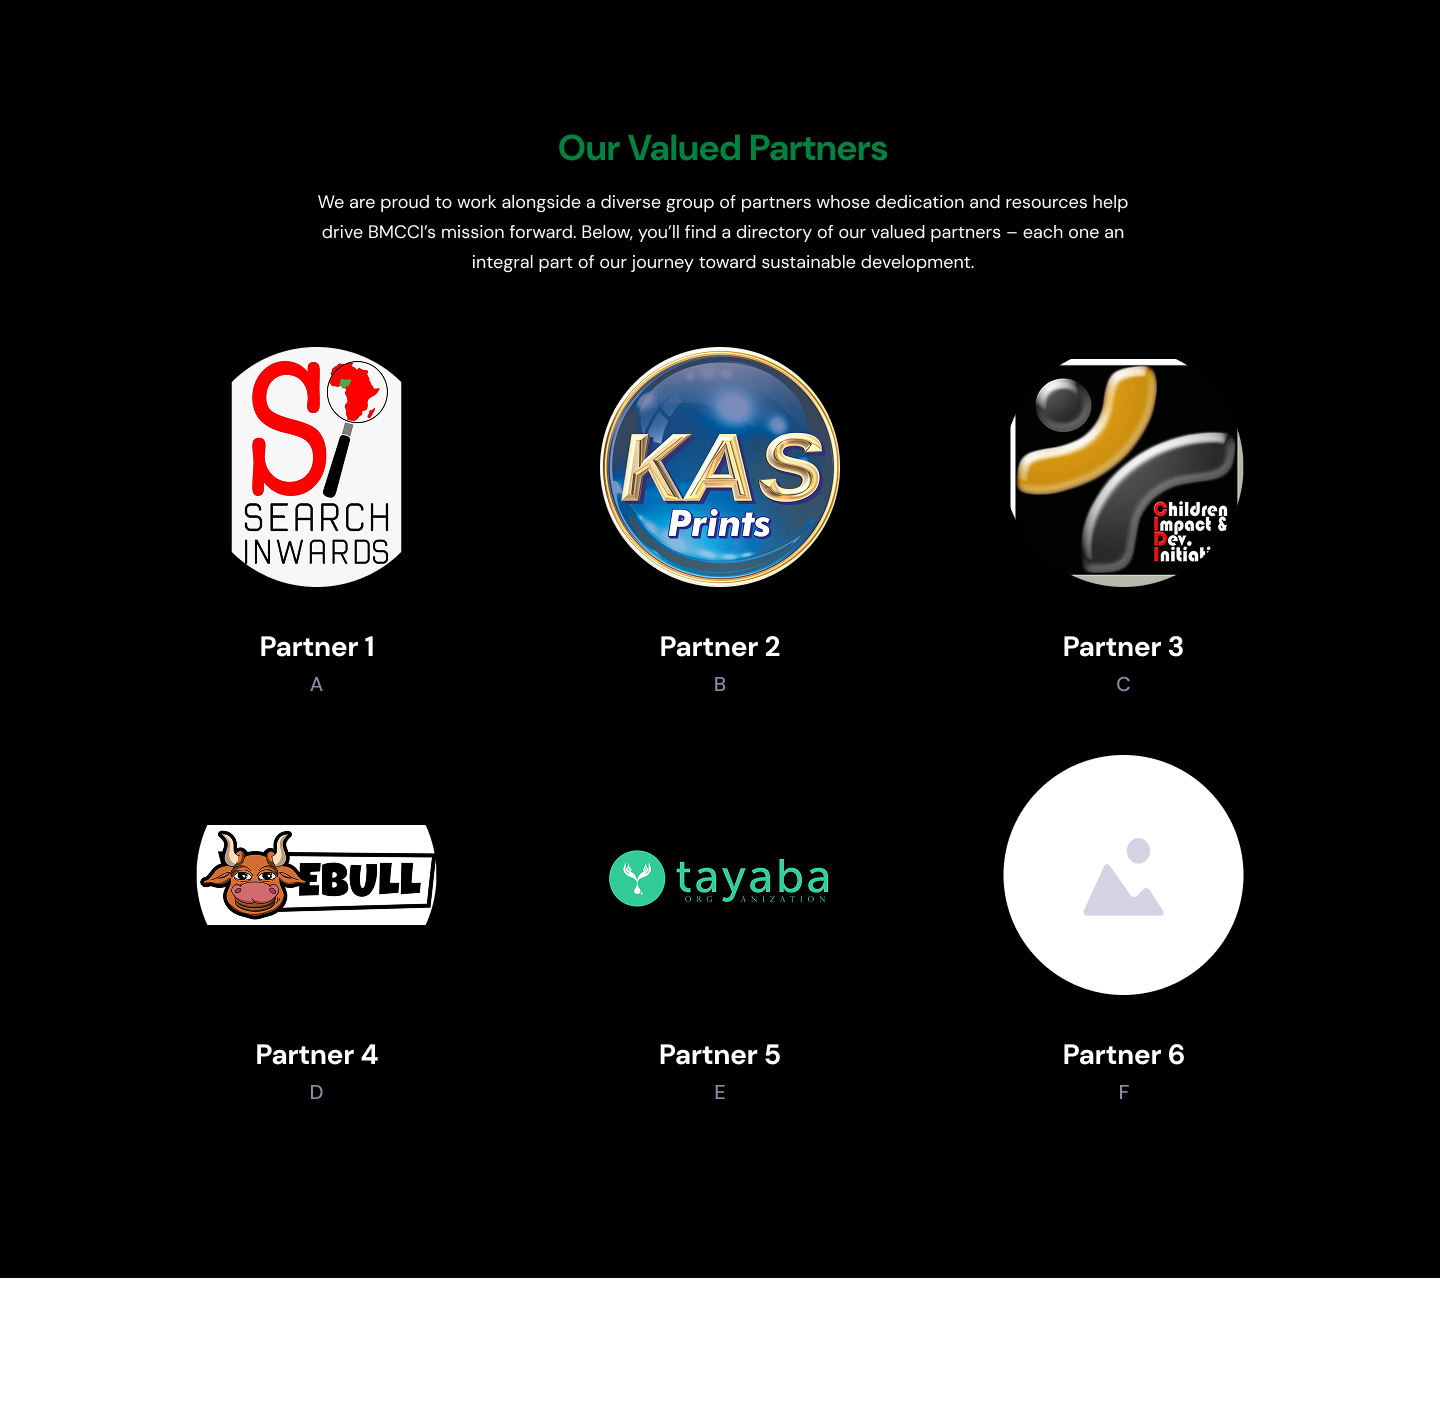 Our Valued Partners
We are proud to work alongside a diverse group of partners whose dedication and resources help
drive BMCCI's mission forward. Below, you'll find a directory of our valued partners – each one an
integral part of our journey toward sustainable development.
Si
SEARCH
INWARDS
KAS
Prints
Children
Impact &
Dev.
Partner 1
Partner 2
Partner 3
A
B
C
EBULL
tayaba
ORGANIZATION
Partner 4
Partner 5
Partner 6
D
E
F